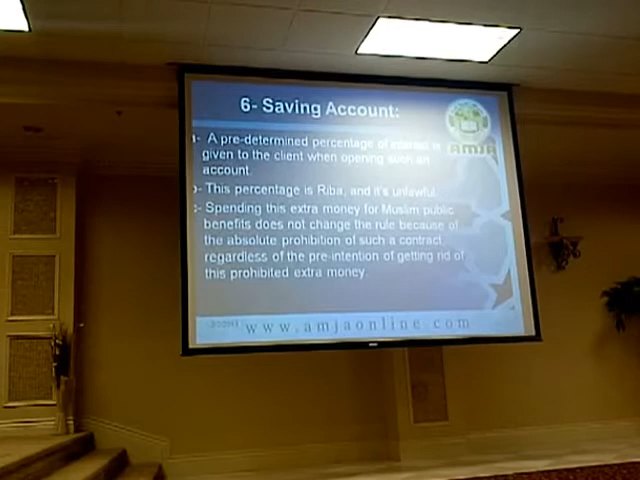 6- Saving Account:
AMJA
- A pre-determined percentage of interest is
given to the client when opening such an
account.
- This percentage is Riba, and it's unlawful.
- Spending this extra money for Muslim public
benefits does not change the rule because of
the absolute prohibition of such a contract
regardless of the pre-intention of getting rid of
this prohibited extra money.
www.amjaonline.com